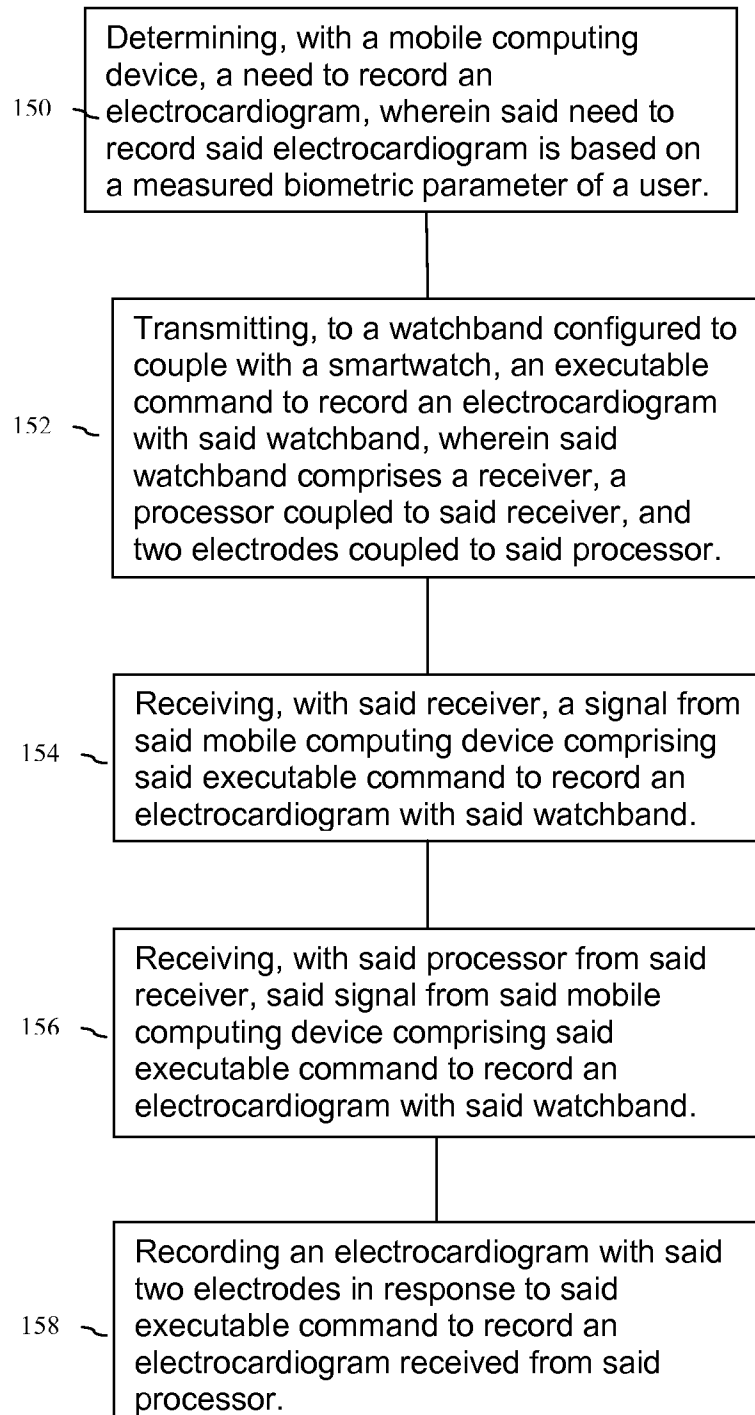 Determining, with a mobile computing
device, a need to record an
150
electrocardiogram, wherein said need to
record said electrocardiogram is based on
a measured biometric parameter of a user.
Transmitting, to a watchband configured to
couple with a smartwatch, an executable
command to record an electrocardiogram
152
with said watchband, wherein said
watchband comprises a receiver, a
processor coupled to said receiver, and
two electrodes coupled to said processor.
Receiving, with said receiver, a signal from
said mobile computing device comprising
154
said executable command to record an
electrocardiogram with said watchband.
Receiving, with said processor from said
receiver, said signal from said mobile
156
computing device comprising said
executable command to record an
electrocardiogram with said watchband.
Recording an electrocardiogram with said
two electrodes in response to said
158
executable command to record an
electrocardiogram received from said
processor.